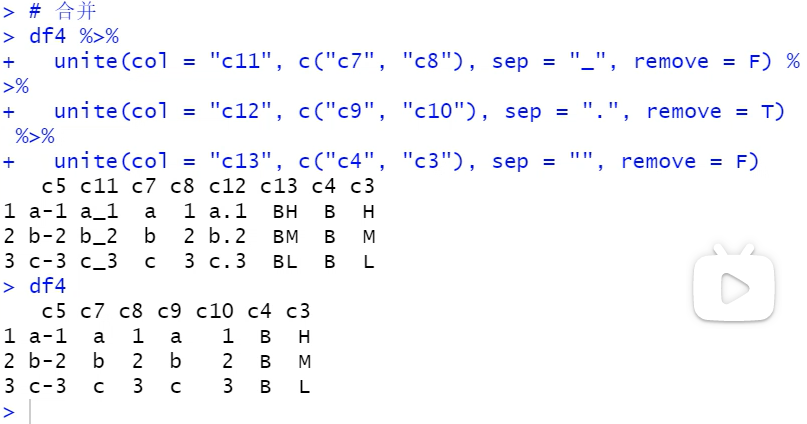 > # 合并
> df4 %>%
+   unite(col = "c11", c("c7", "c8"), sep = "_", remove = F) %
>%
+   unite(col = "c12", c("c9", "c10"), sep = ".", remove = T)
 %>%
+   unite(col = "c13", c("c4", "c3"), sep = "", remove = F)
   c5 c11 c7 c8 c12 c13 c4 c3
1 a-1 a_1  a  1 a.1  BH  B  H
2 b-2 b_2  b  2 b.2  BM  B  M
3 c-3 c_3  c  3 c.3  BL  B  L
> df4
   c5 c7 c8 c9 c10 c4 c3
1 a-1  a  1  a   1  B  H
2 b-2  b  2  b   2  B  M
3 c-3  c  3  c   3  B  L
>